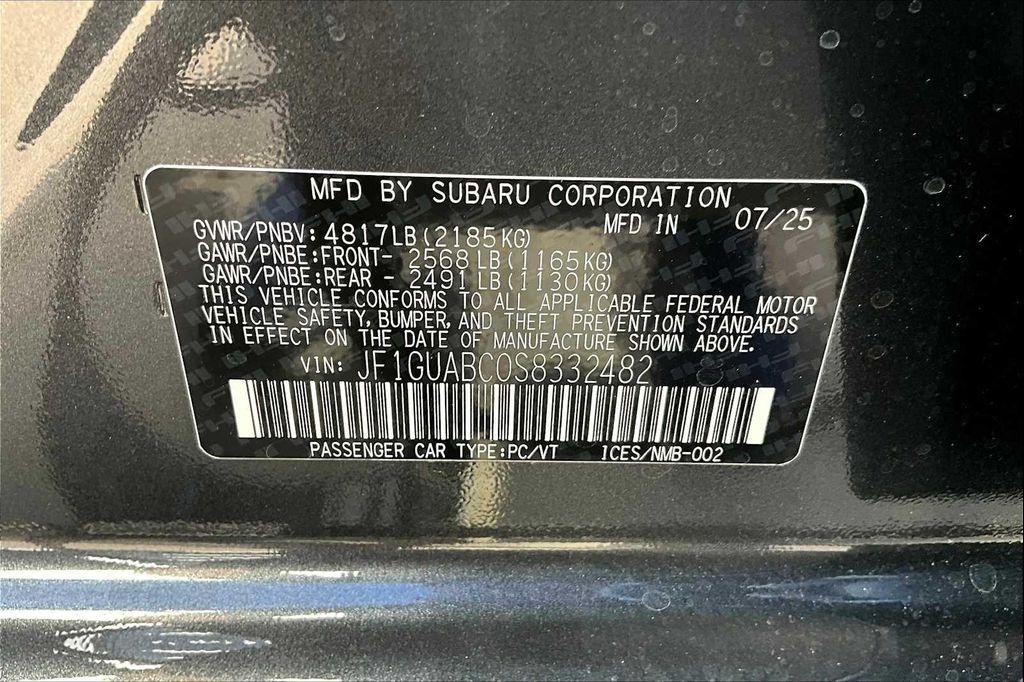 MFD BY SUBARU CORPORATION
MFD IN 07/25
GVWR/PNBV: 4817LB(2185KG)
GAWR/PNBE:FRONT- 2568LB(1165KG)
GAWR/PNBE:REAR - 2491LB(1130KG)
THIS VEHICLE CONFORMS TO ALL APPLICABLE FEDERAL MOTOR
VEHICLE SAFETY, BUMPER, AND THEFT PREVENTION STANDARDS
IN EFFECT ON THE DATE OF MANUFACTURE SHOWN ABOVE.
VIN: JF1GUABC0S8332482
PASSENGER CAR TYPE:PC/VT ICES/NMB-002